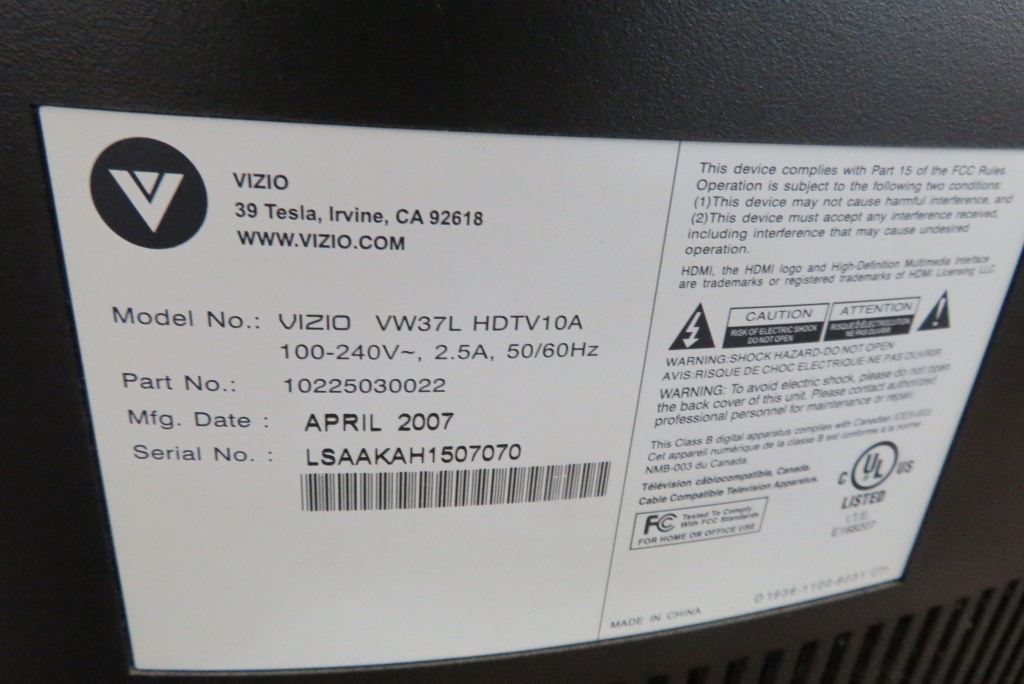 VIZIO
39 Tesla, Irvine, CA 92618
WWW.VIZIO.COM
Model No.: VIZIO VW37L HDTV10A
100-240V~, 2.5A, 50/60Hz
Part No.: 10225030022
Mfg. Date : APRIL 2007
Serial No. : LSAAKAH1507070
This device complies with Part 15 of the FCC Rules.
Operation is subject to the following two conditions:
(1)This device may not cause harmful interference, and
(2)This device must accept any interference received,
including interference that may cause undesired
operation.
HDMI, the HDMI logo and High-Definition Multimedia Interface
are trademarks or registered trademarks of HDMI Licensing LLC.
CAUTION
RISK OF ELECTRIC SHOCK
DO NOT OPEN
ATTENTION
RISQUE D'ÉLECTROCUTION
NE PAS OUVRIR
WARNING:SHOCK HAZARD-DO NOT OPEN
AVIS:RISQUE DE CHOC ELECTRIQUE-NE PAS OUVRIR
WARNING: To avoid electric shock, please do not open
the back cover of this unit. Please contact authorized
professional personnel for maintenance or repair.
This Class B digital apparatus complies with Canadian ICES-003.
Cet appareil numérique de la classe B est conforme à la norme
NMB-003 du Canada.
Télévision câblocompatible, Canada.
Cable Compatible Television Apparatus.
FC Tested To Comply
With FCC Standards
FOR HOME OR OFFICE USE
C UL US
LISTED
I.T.E.
E168007
MADE IN CHINA